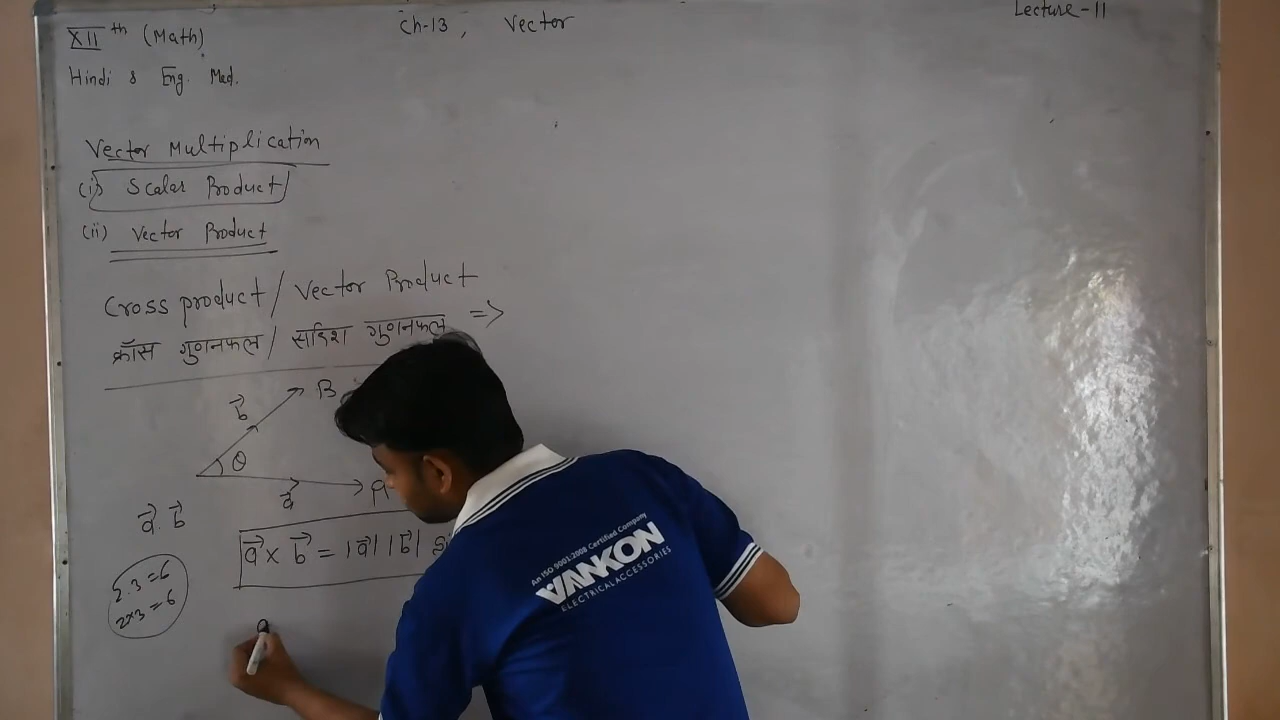 XII th (Math) Ch-13, Vector Lecture-11
Hindi & Eng. Med.
Vector Multiplication
(i) Scalar Product
(ii) Vector Product
Cross product / Vector Product
क्रॉस गुणनफल / सदिश गुणनफल =>
b⃗ B
θ
a⃗ A
a⃗ . b⃗
a⃗ × b⃗ = |a⃗| |b⃗|
2.3=6
2×3=6
a
An ISO 9001:2008 Certified Company
VANKON
ELECTRICAL ACCESSORIES